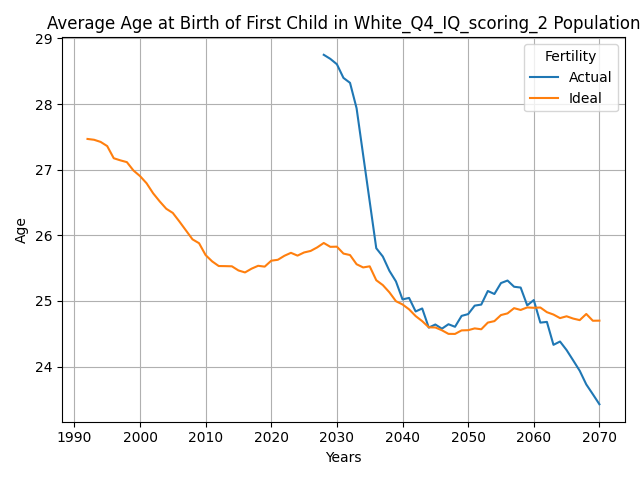 Average Age at Birth of First Child in White_Q4_IQ_scoring_2 Population
29
28
27
26
25
24
Age
Fertility
Actual
Ideal
1990 2000 2010 2020 2030 2040 2050 2060 2070
Years